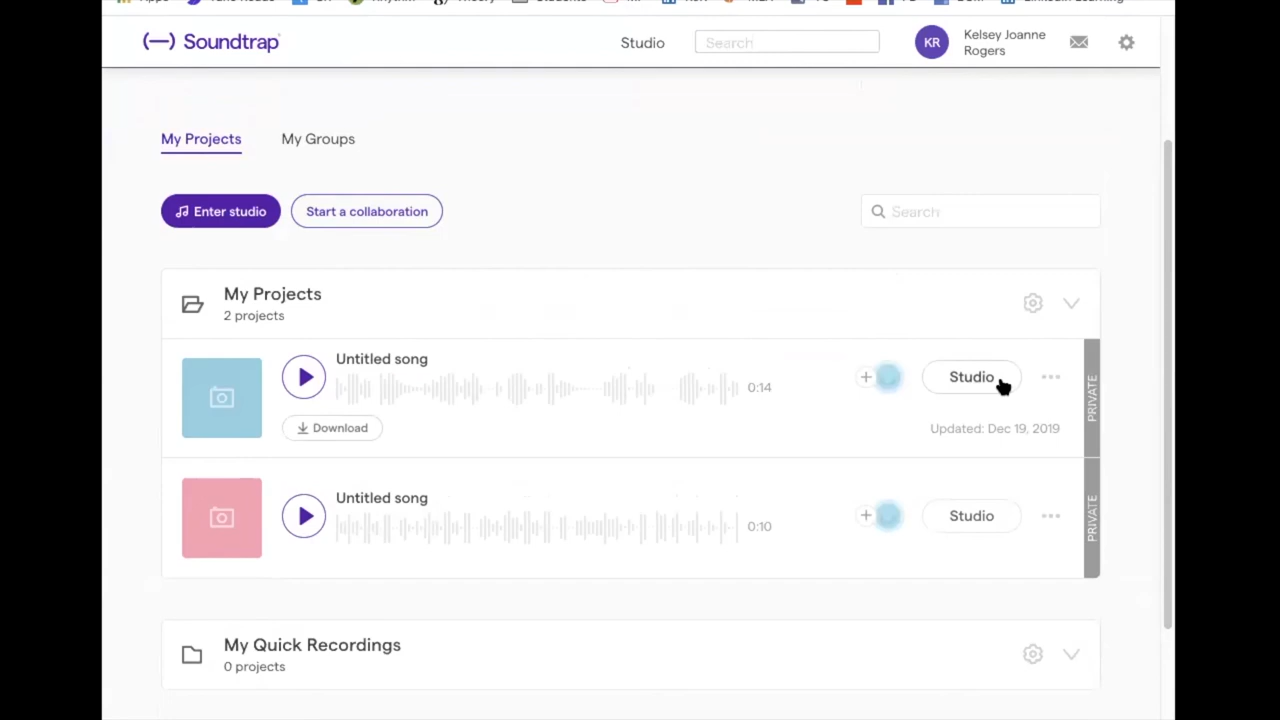 Soundtrap
Studio
Search
KR
Kelsey Joanne
Rogers
My Projects
My Groups
Enter studio
Start a collaboration
Search
My Projects
2 projects
Untitled song
0:14
Studio
PRIVATE
Download
Updated: Dec 19, 2019
Untitled song
0:10
Studio
PRIVATE
My Quick Recordings
0 projects